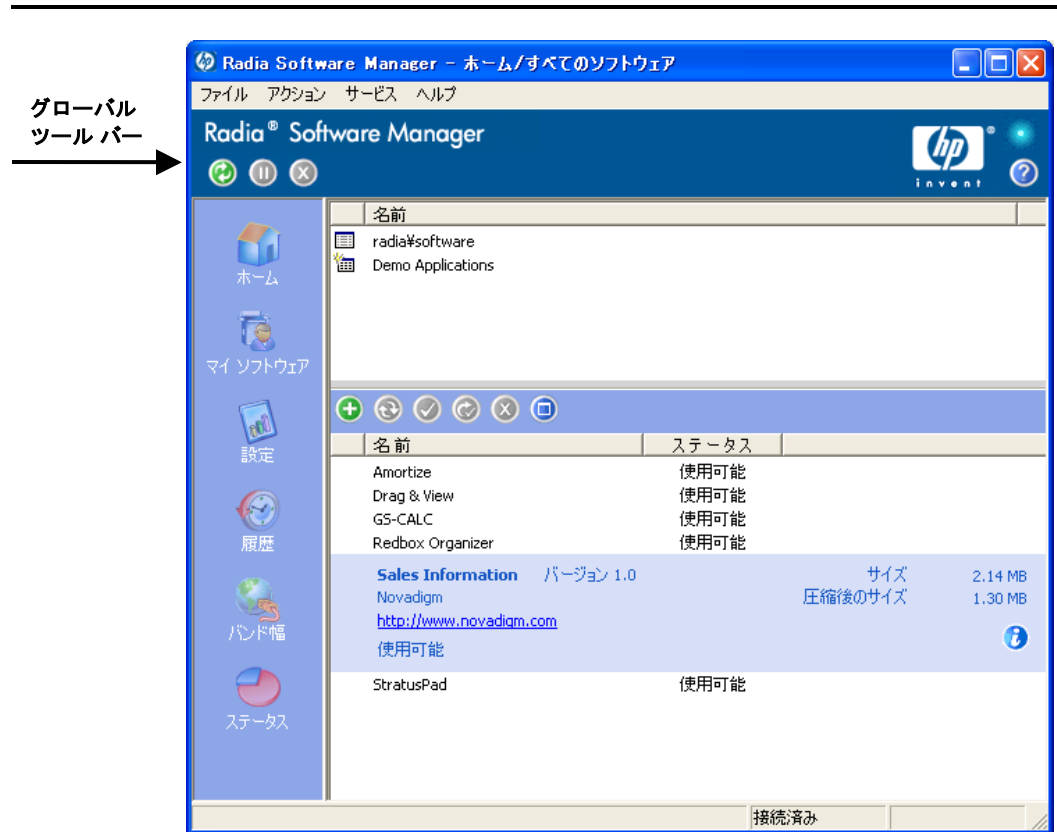 グローバル
ツール バー
Radia Software Manager - ホーム/すべてのソフトウェア
ファイル アクション サービス ヘルプ
Radia® Software Manager
hp®
invent
ホーム
マイ ソフトウェア
設定
履歴
バンド幅
ステータス
名前
radia¥software
Demo Applications
名前 ステータス
Amortize 使用可能
Drag & View 使用可能
GS-CALC 使用可能
Redbox Organizer 使用可能
Sales Information バージョン 1.0 サイズ 2.14 MB
Novadigm 圧縮後のサイズ 1.30 MB
http://www.novadigm.com
使用可能
StratusPad 使用可能
接続済み